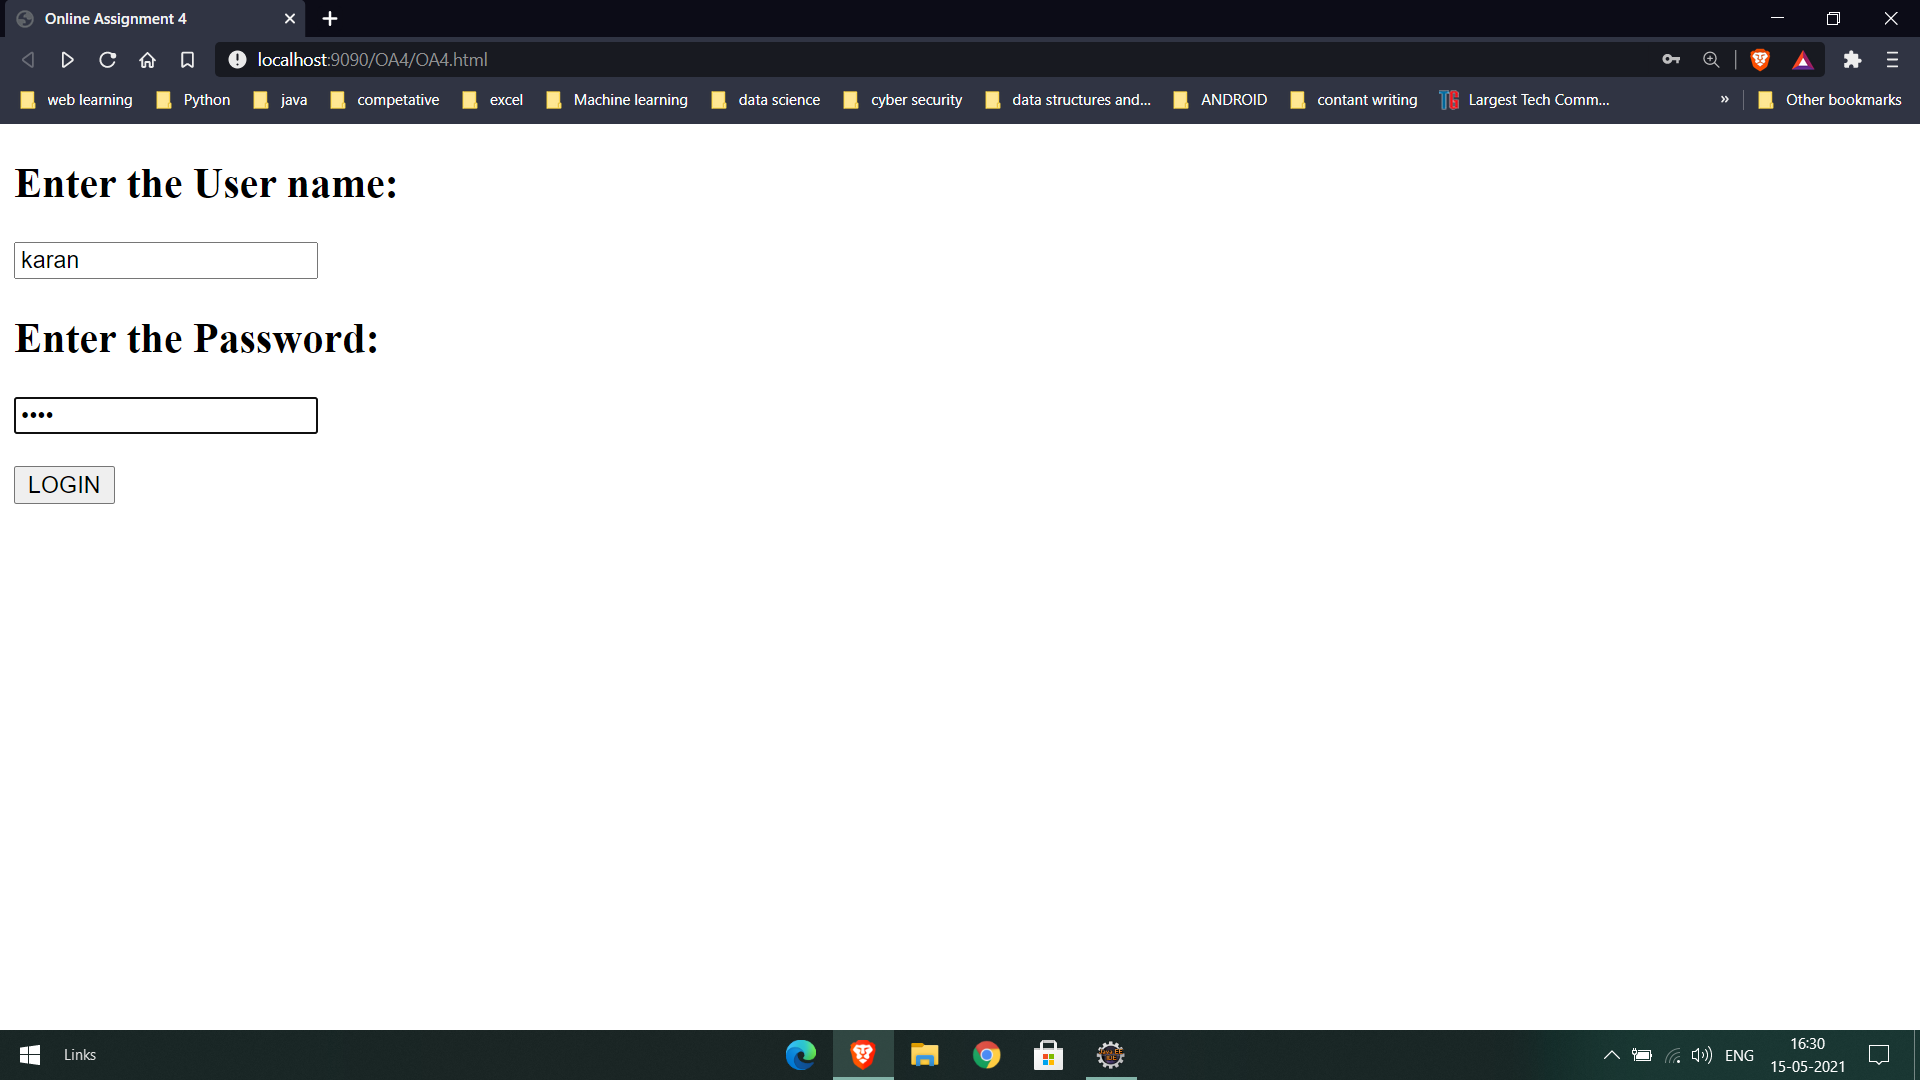 Online Assignment 4
localhost:9090/OA4/OA4.html
web learning Python java competative excel Machine learning data science cyber security data structures and... ANDROID contant writing TG Largest Tech Comm... » Other bookmarks
Enter the User name:
karan
Enter the Password:
••••
LOGIN
Links
ENG
16:30
15-05-2021